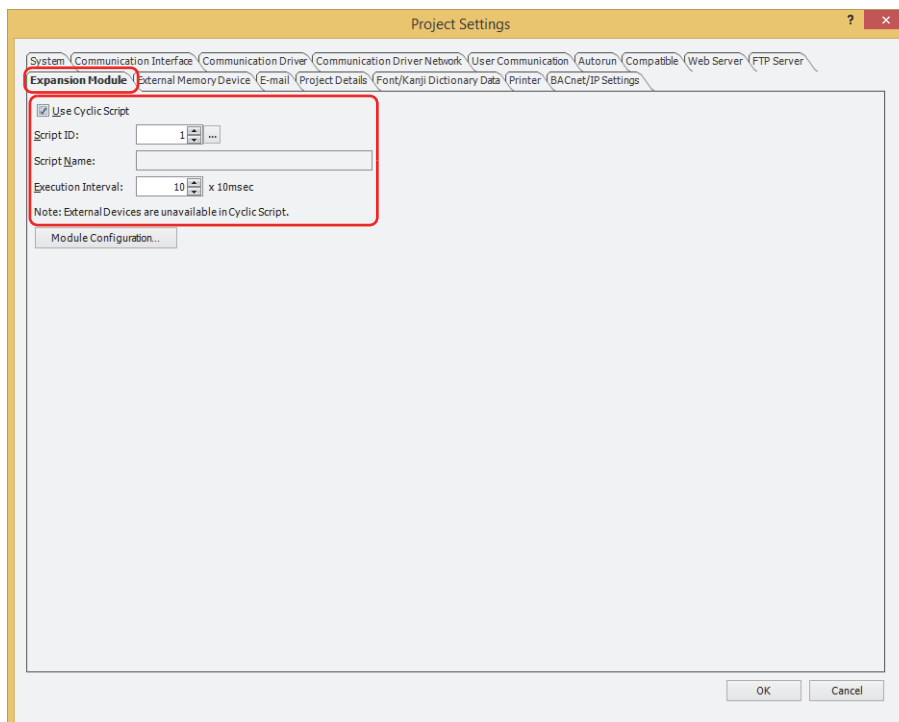 Project Settings
? ×
System Communication Interface Communication Driver Communication Driver Network User Communication Autorun Compatible Web Server FTP Server
Expansion Module External Memory Device E-mail Project Details Font/Kanji Dictionary Data Printer BACnet/IP Settings
Use Cyclic Script
Script ID: 1 ...
Script Name:
Execution Interval: 10 x 10msec
Note: External Devices are unavailable in Cyclic Script.
Module Configuration...
OK Cancel